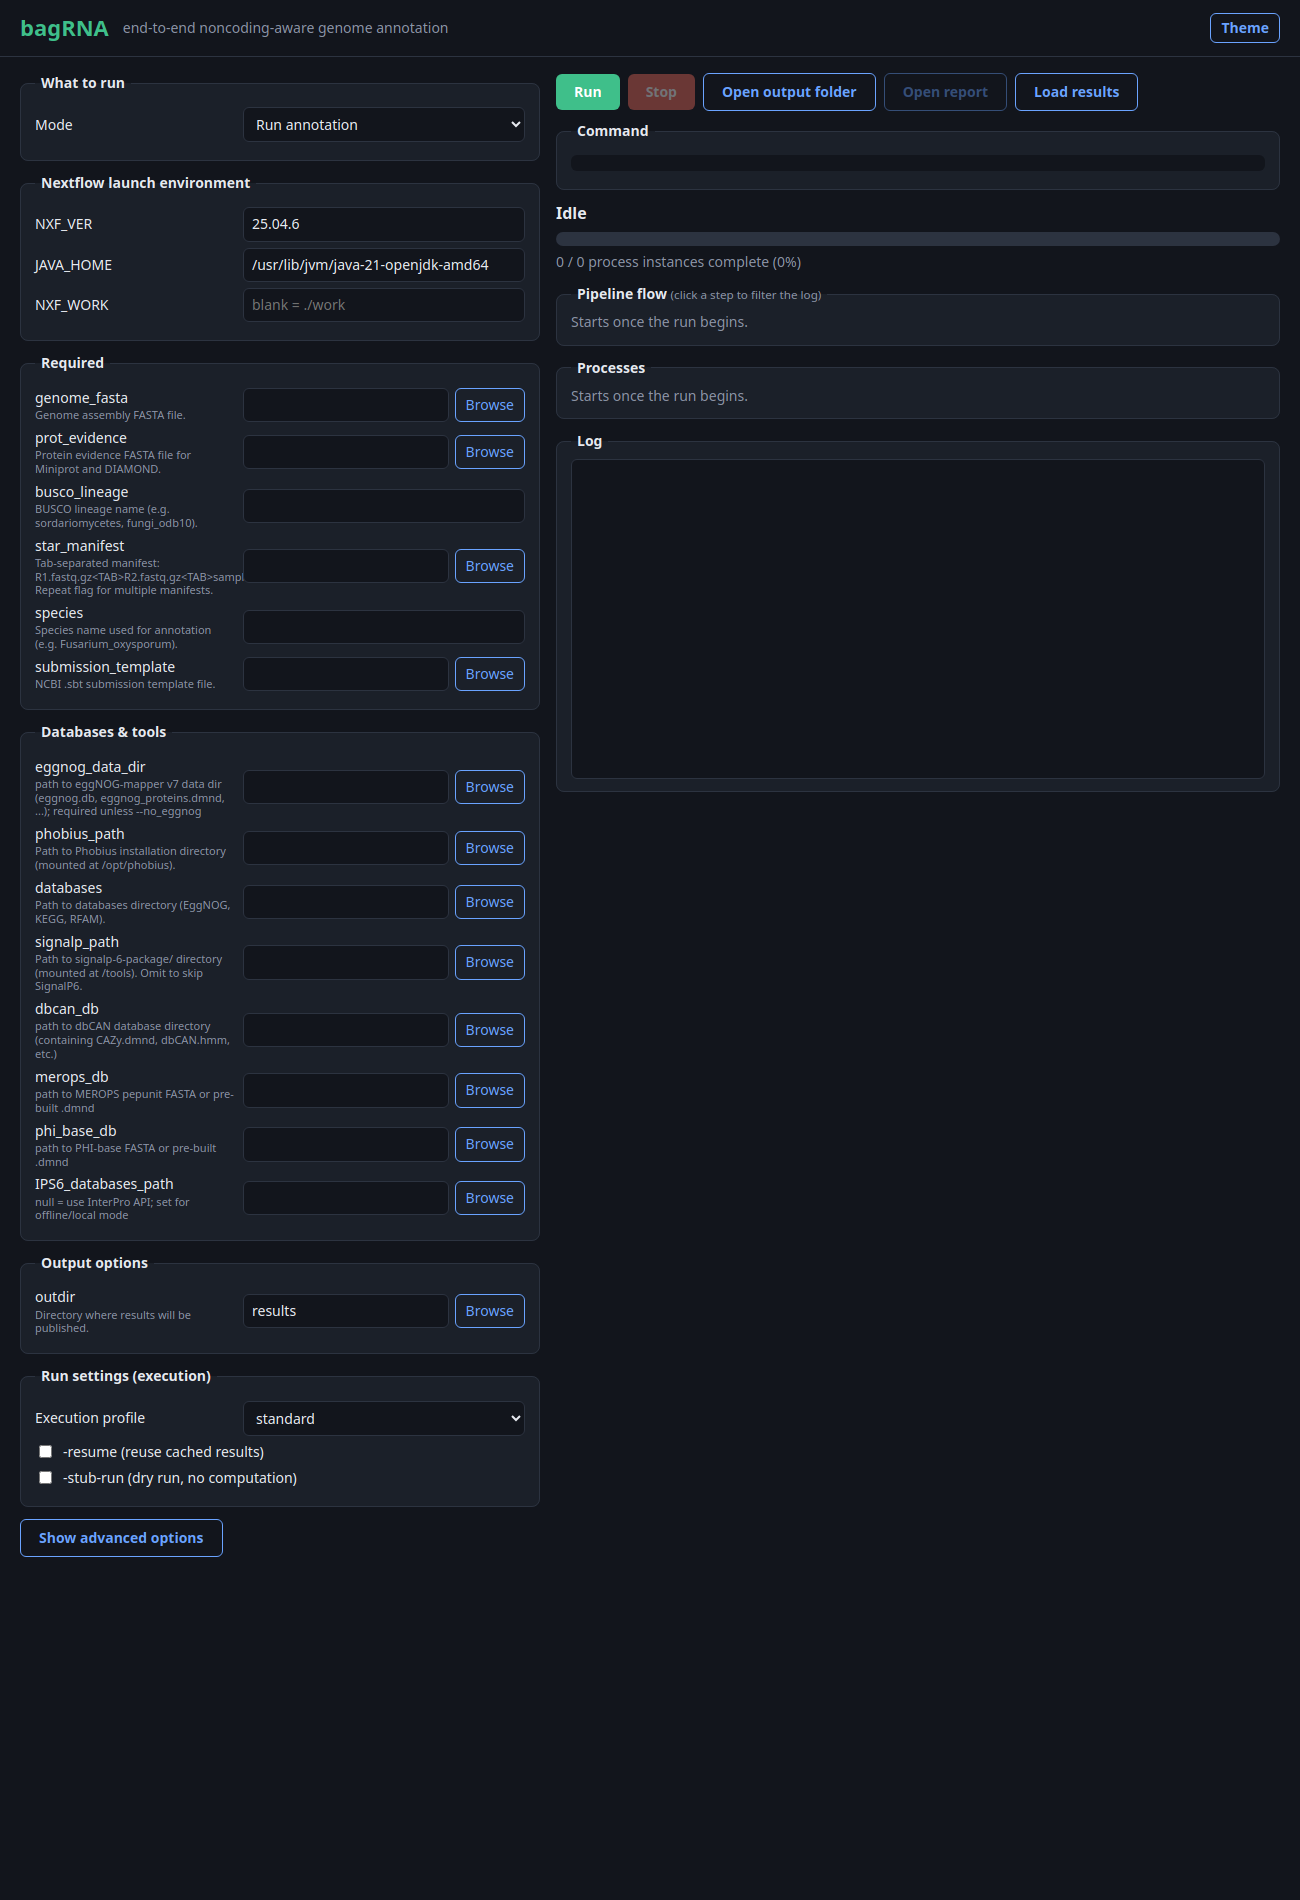 bagRNA end-to-end noncoding-aware genome annotation
Theme
What to run
Mode
Run annotation
Nextflow launch environment
NXF_VER
25.04.6
JAVA_HOME
/usr/lib/jvm/java-21-openjdk-amd64
NXF_WORK
blank = ./work
Required
genome_fasta
Genome assembly FASTA file.
Browse
prot_evidence
Protein evidence FASTA file for
Miniprot and DIAMOND.
Browse
busco_lineage
BUSCO lineage name (e.g.
sordariomycetes, fungi_odb10).
star_manifest
Tab-separated manifest:
R1.fastq.gz<TAB>R2.fastq.gz<TAB>sampl
Repeat flag for multiple manifests.
Browse
species
Species name used for annotation
(e.g. Fusarium_oxysporum).
submission_template
NCBI .sbt submission template file.
Browse
Databases & tools
eggnog_data_dir
path to eggNOG-mapper v7 data dir
(eggnog.db, eggnog_proteins.dmnd,
...); required unless --no_eggnog
Browse
phobius_path
Path to Phobius installation directory
(mounted at /opt/phobius).
Browse
databases
Path to databases directory (EggNOG,
KEGG, RFAM).
Browse
signalp_path
Path to signalp-6-package/ directory
(mounted at /tools). Omit to skip
SignalP6.
Browse
dbcan_db
path to dbCAN database directory
(containing CAZy.dmnd, dbCAN.hmm,
etc.)
Browse
merops_db
path to MEROPS pepunit FASTA or pre-
built .dmnd
Browse
phi_base_db
path to PHI-base FASTA or pre-built
.dmnd
Browse
IPS6_databases_path
null = use InterPro API; set for
offline/local mode
Browse
Output options
outdir
Directory where results will be
published.
results
Browse
Run settings (execution)
Execution profile
standard
-resume (reuse cached results)
-stub-run (dry run, no computation)
Show advanced options
Run
Stop
Open output folder
Open report
Load results
Command
Idle
0 / 0 process instances complete (0%)
Pipeline flow (click a step to filter the log)
Starts once the run begins.
Processes
Starts once the run begins.
Log